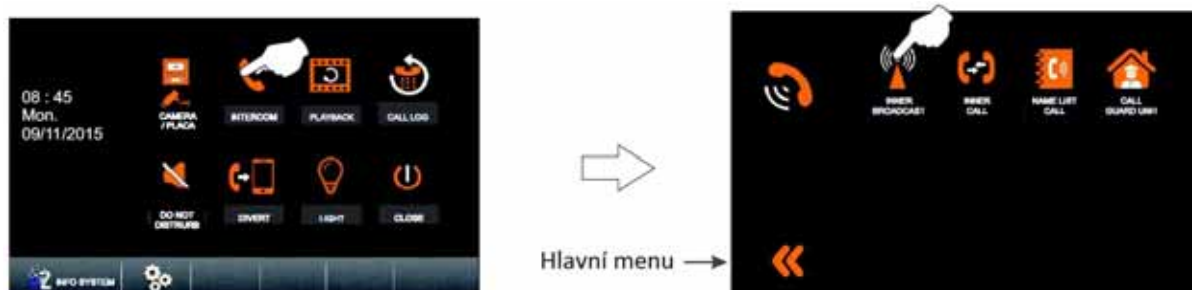 08 : 45
Mon.
09/11/2015
CAMERA
/ PLACA
INTERCOM
PLAYBACK
CALL LOG
DO NOT
DISTRURB
DIVERT
LIGHT
CLOSE
INFO SYSTEM
INNER
BROADCAST
INNER
CALL
NAME LIST
CALL
CALL
GUARD UNIT
Hlavní menu